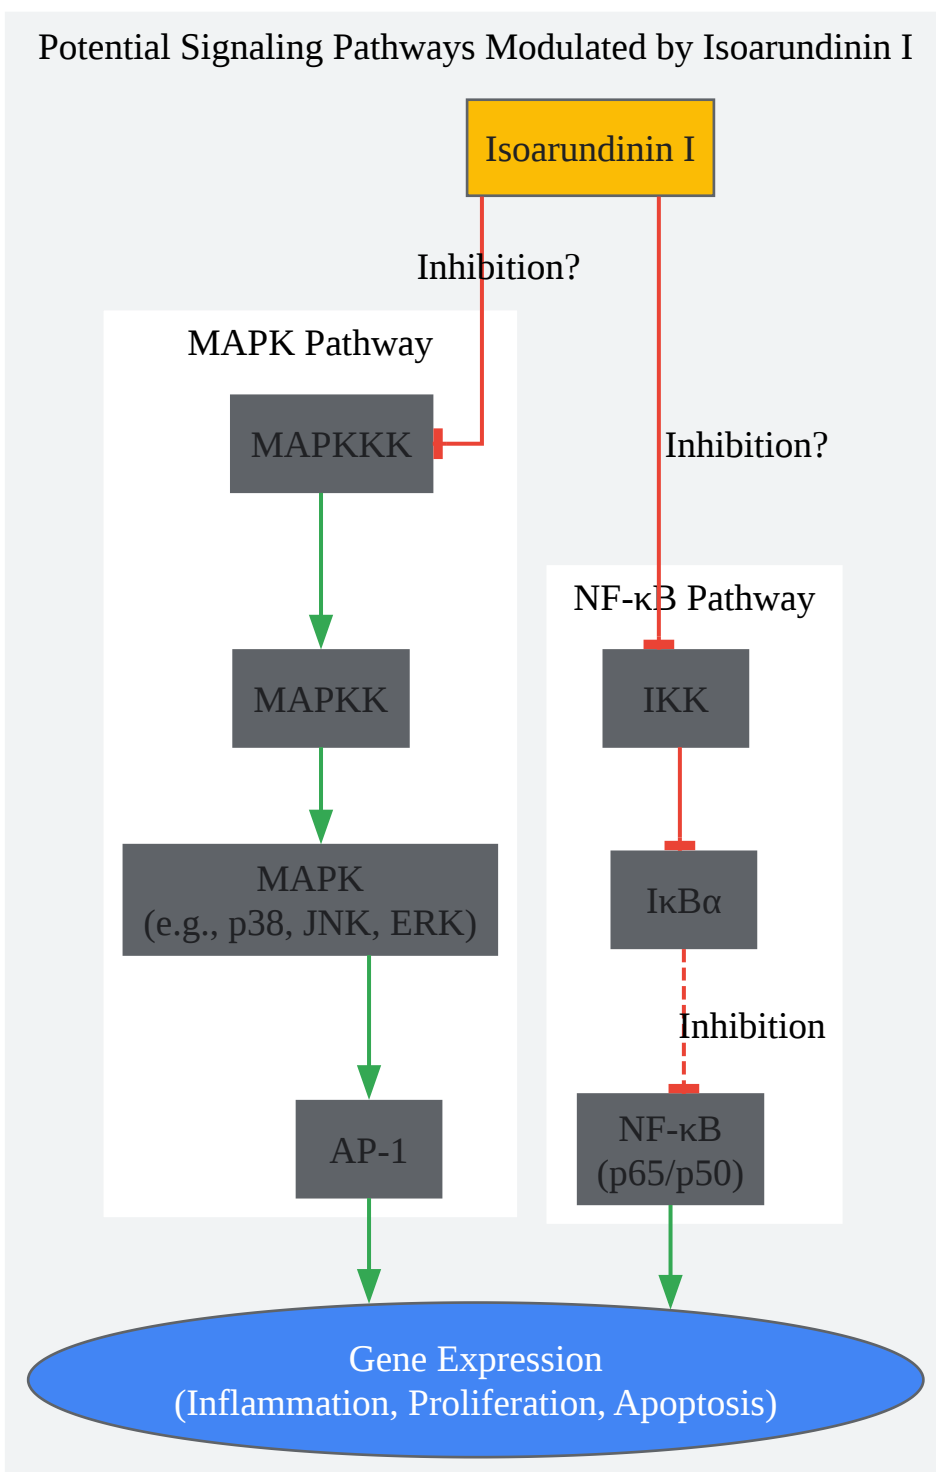 Potential Signaling Pathways Modulated by Isoarundinin I
Isoarundinin I
Inhibition?
MAPK Pathway
MAPKKK
Inhibition?
NF-κB Pathway
MAPKK
IKK
MAPK
(e.g., p38, JNK, ERK)
IκBα
Inhibition
AP-1
NF-κB
(p65/p50)
Gene Expression
(Inflammation, Proliferation, Apoptosis)